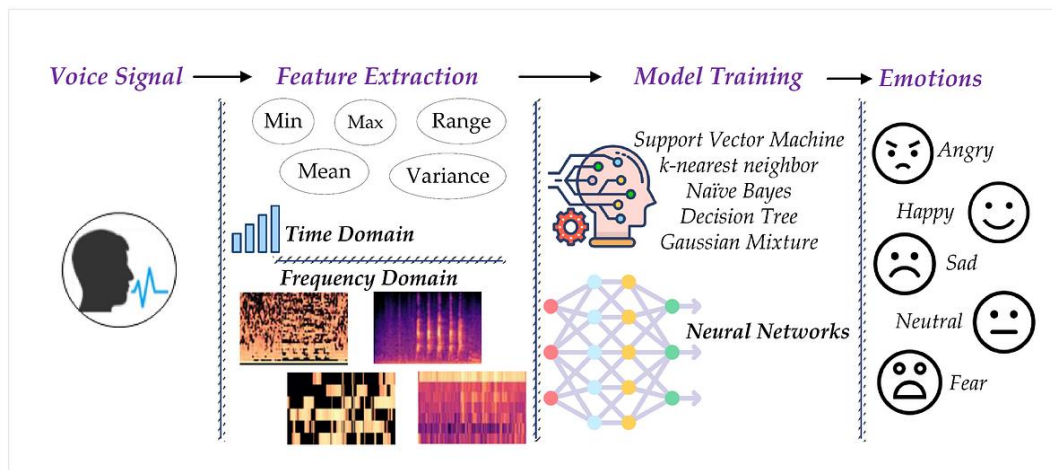 Voice Signal
Feature Extraction
Model Training
Emotions
Min
Max
Range
Mean
Variance
Time Domain
Frequency Domain
Support Vector Machine
k-nearest neighbor
Naïve Bayes
Decision Tree
Gaussian Mixture
Neural Networks
Angry
Happy
Sad
Neutral
Fear